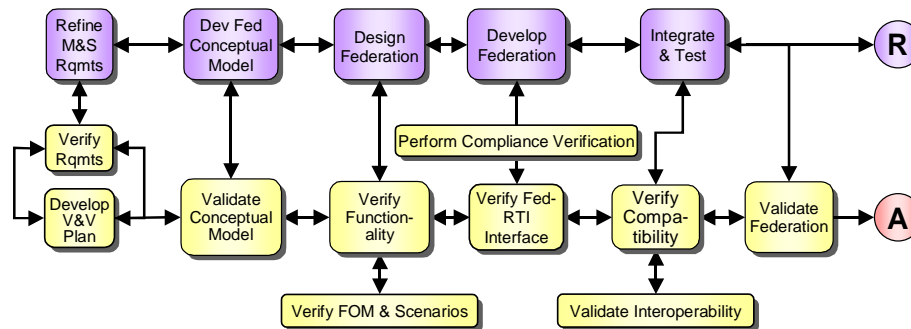 Refine
M&S
Rqmts
Dev Fed
Conceptual
Model
Design
Federation
Develop
Federation
Integrate
& Test
R
Verify
Rqmts
Perform Compliance Verification
Develop
V&V
Plan
Validate
Conceptual
Model
Verify
Function-
ality
Verify Fed-
RTI
Interface
Verify
Compa-
tibility
Validate
Federation
A
Verify FOM & Scenarios
Validate Interoperability